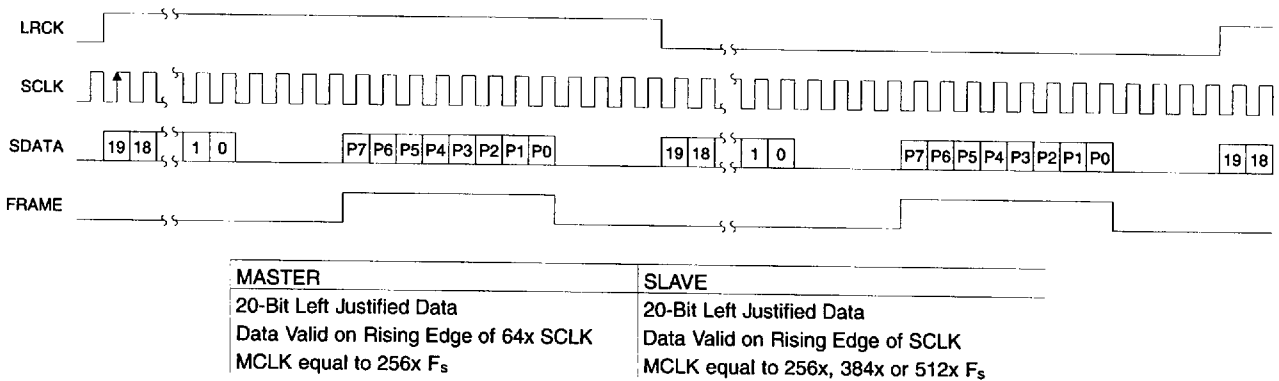 LRCK
SCLK
SDATA 19 18 1 0 P7 P6 P5 P4 P3 P2 P1 P0 19 18 1 0 P7 P6 P5 P4 P3 P2 P1 P0 19 18
FRAME
MASTER SLAVE
20-Bit Left Justified Data 20-Bit Left Justified Data
Data Valid on Rising Edge of 64x SCLK Data Valid on Rising Edge of SCLK
MCLK equal to 256x Fs MCLK equal to 256x, 384x or 512x Fs